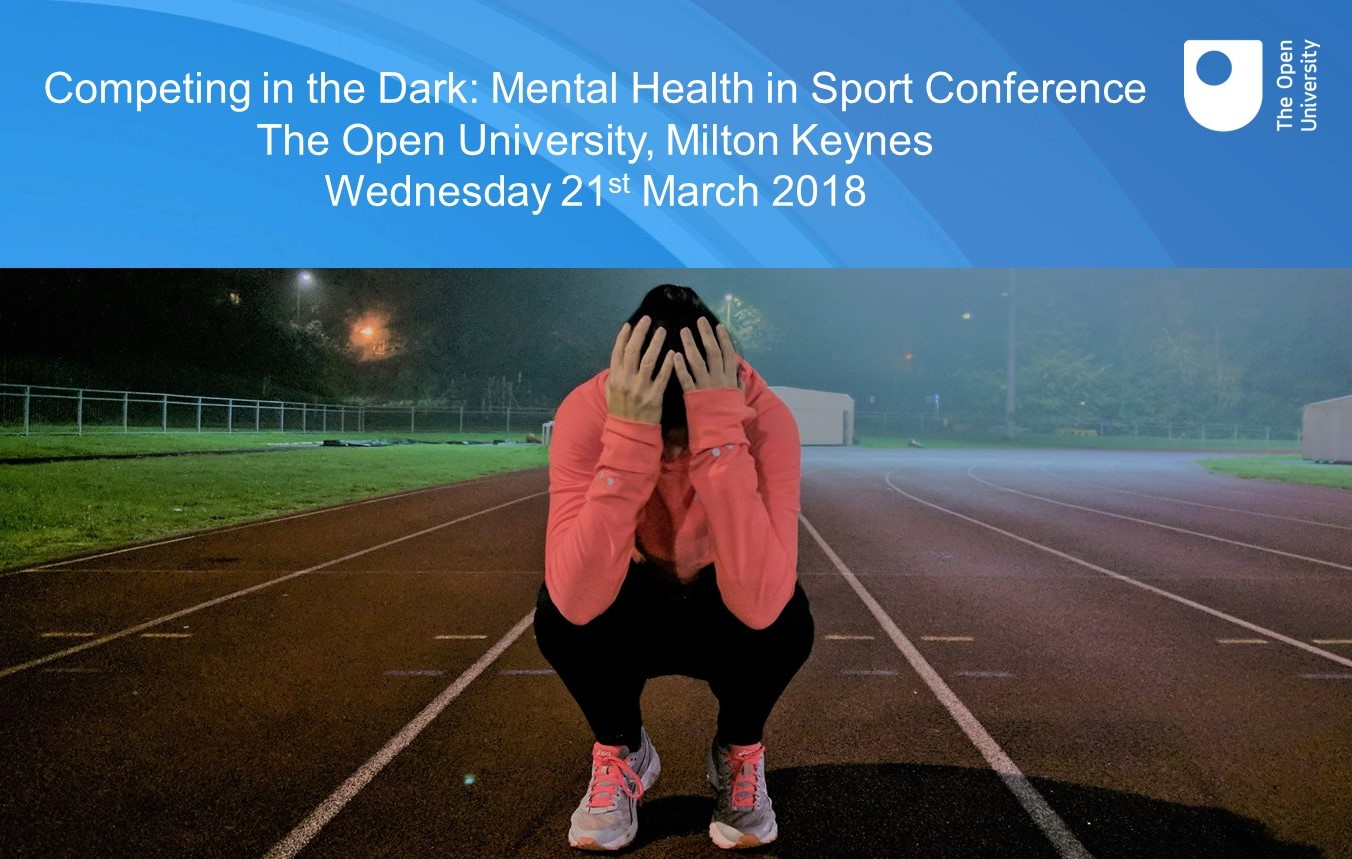 Competing in the Dark: Mental Health in Sport Conference
The Open University, Milton Keynes
Wednesday 21st March 2018
The Open
University